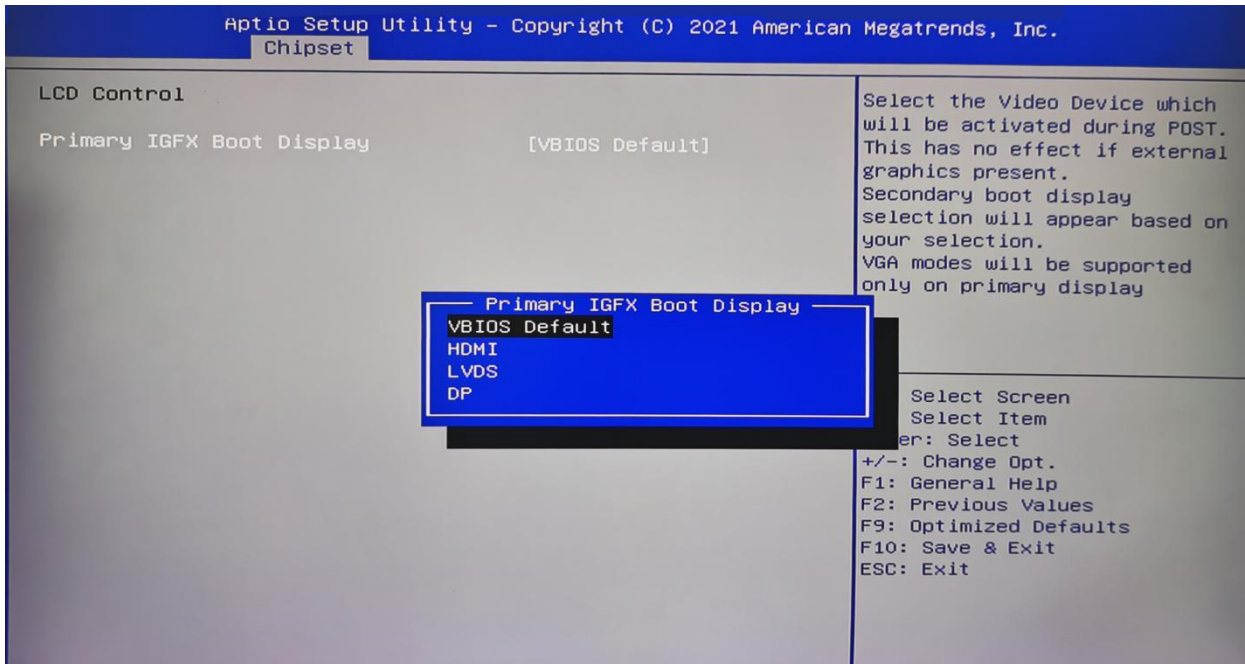 Aptio Setup Utility – Copyright (C) 2021 American Megatrends, Inc.
Chipset
LCD Control
Primary IGFX Boot Display [VBIOS Default]
Select the Video Device which
will be activated during POST.
This has no effect if external
graphics present.
Secondary boot display
selection will appear based on
your selection.
VGA modes will be supported
only on primary display
Primary IGFX Boot Display
VBIOS Default
HDMI
LVDS
DP
Select Screen
Select Item
er: Select
+/-: Change Opt.
F1: General Help
F2: Previous Values
F9: Optimized Defaults
F10: Save & Exit
ESC: Exit